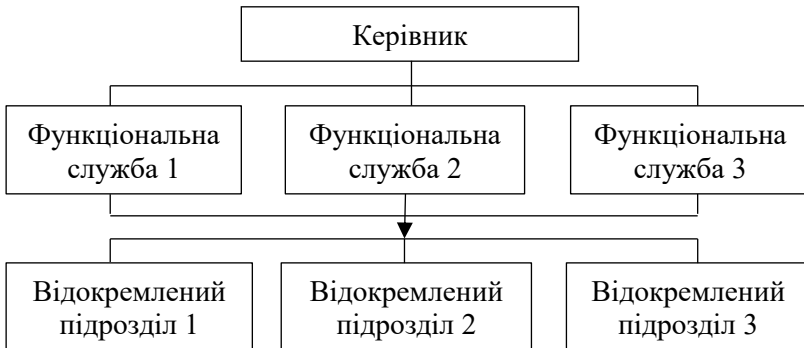 Керівник
Функціональна
служба 1
Функціональна
служба 2
Функціональна
служба 3
Відокремлений
підрозділ 1
Відокремлений
підрозділ 2
Відокремлений
підрозділ 3